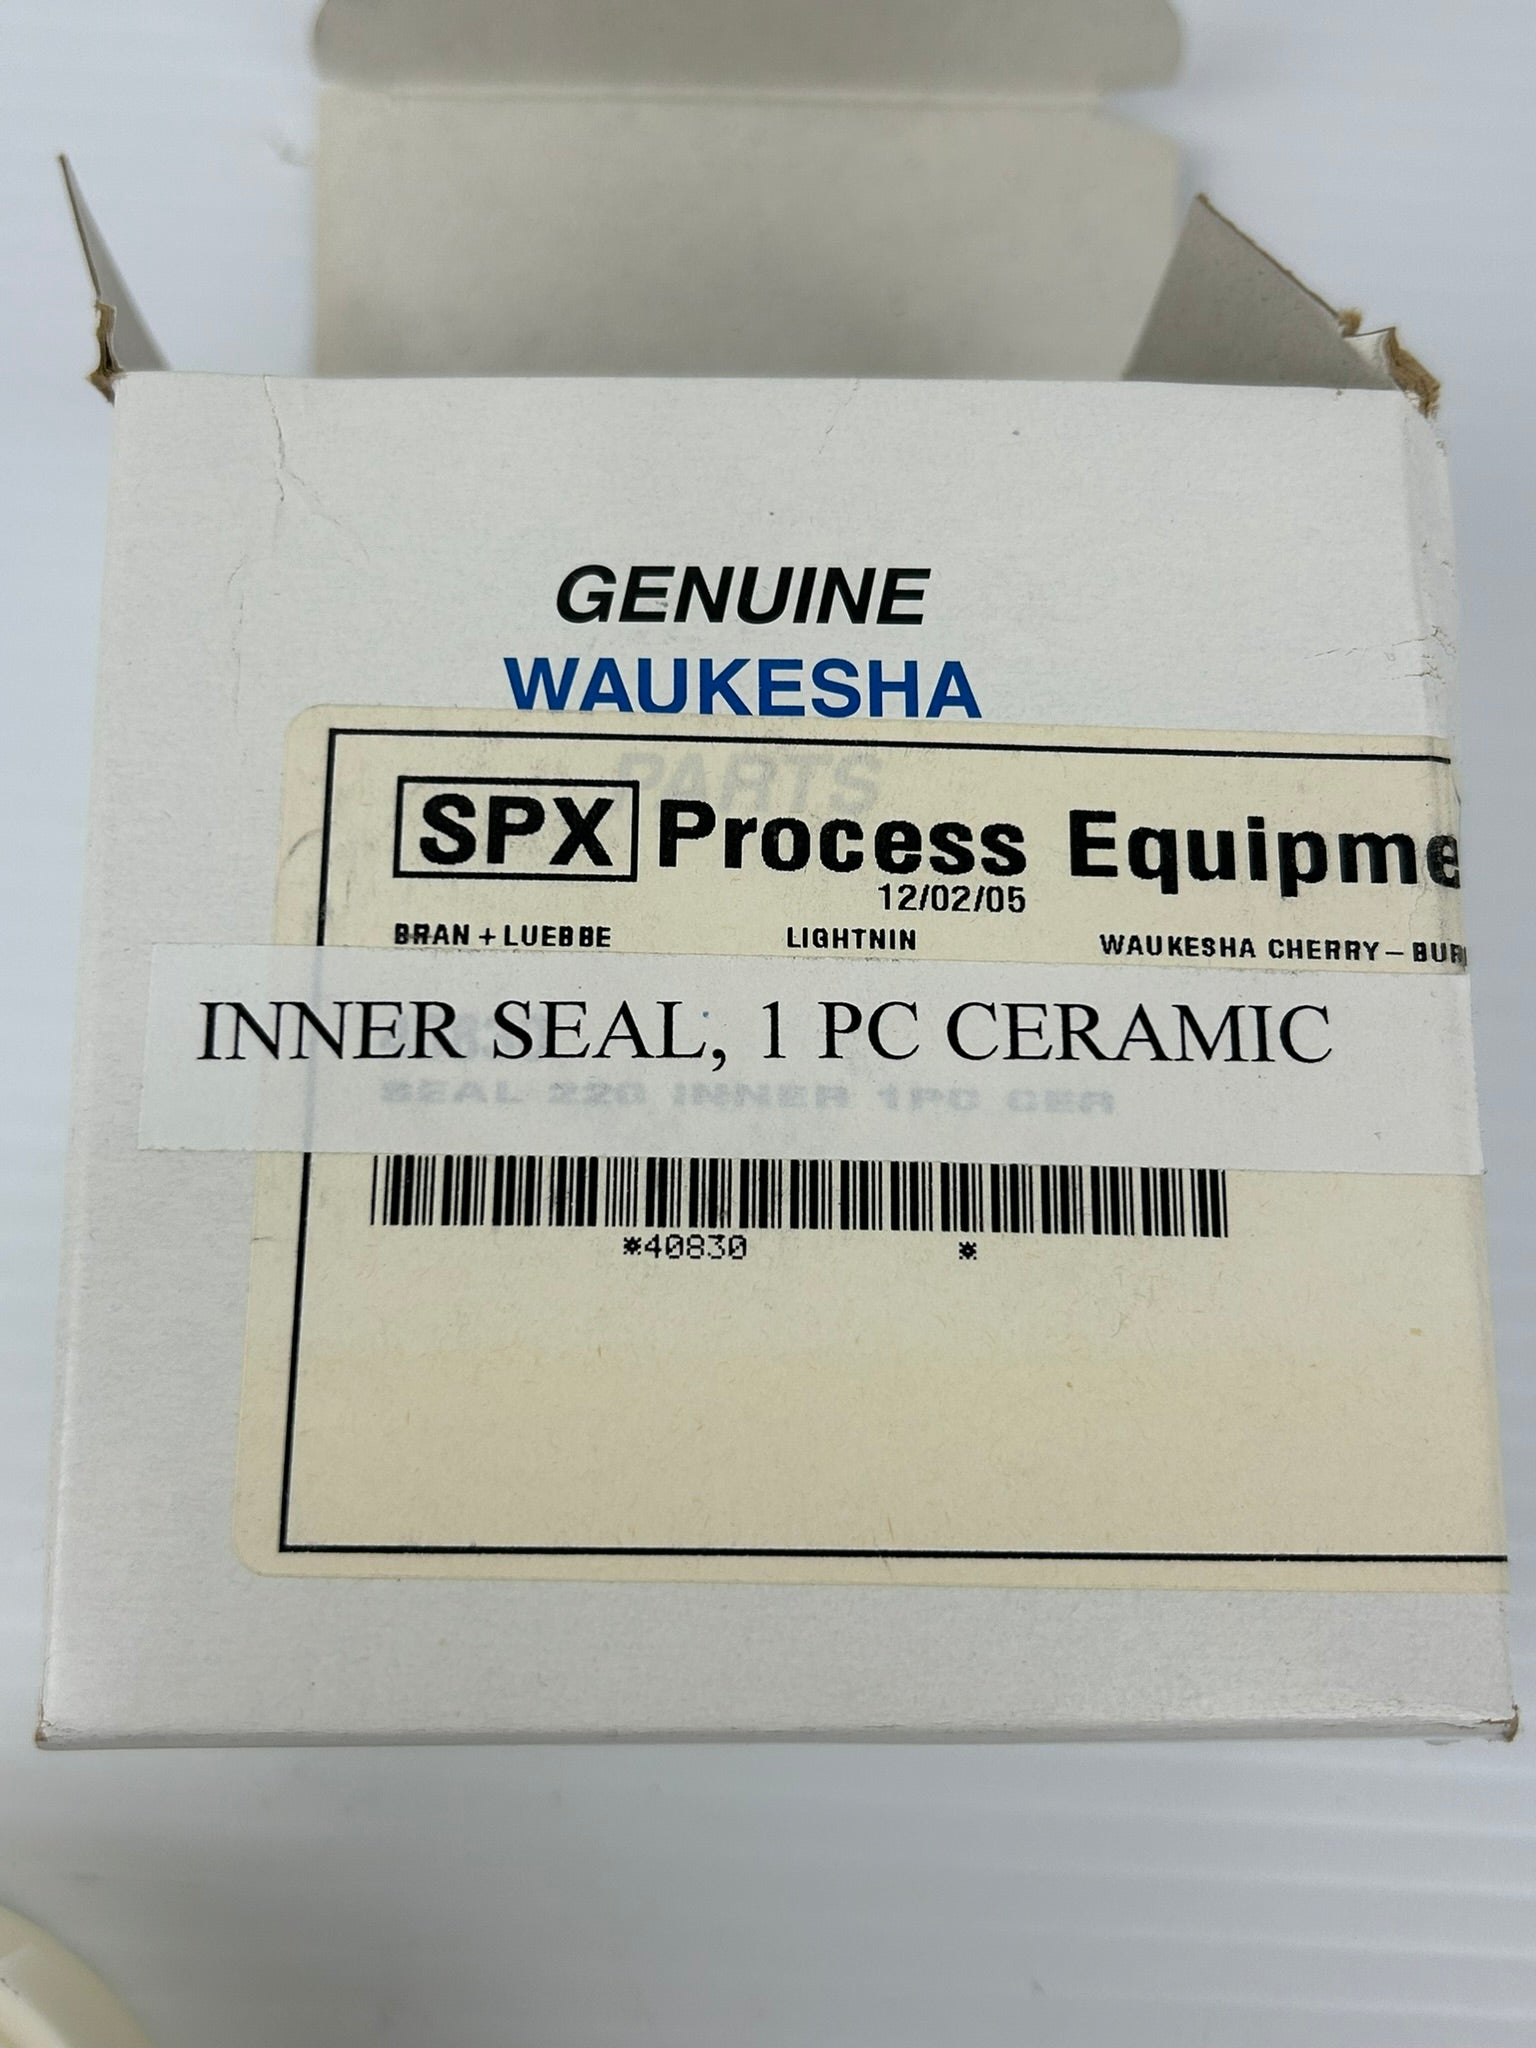 GENUINE
WAUKESHA
PARTS
SPX Process Equipme
12/02/05
BRAN + LUEBBE LIGHTNIN WAUKESHA CHERRY – BUR
INNER SEAL, 1 PC CERAMIC
SEAL 220 INNER 1PC CER
*40830 *